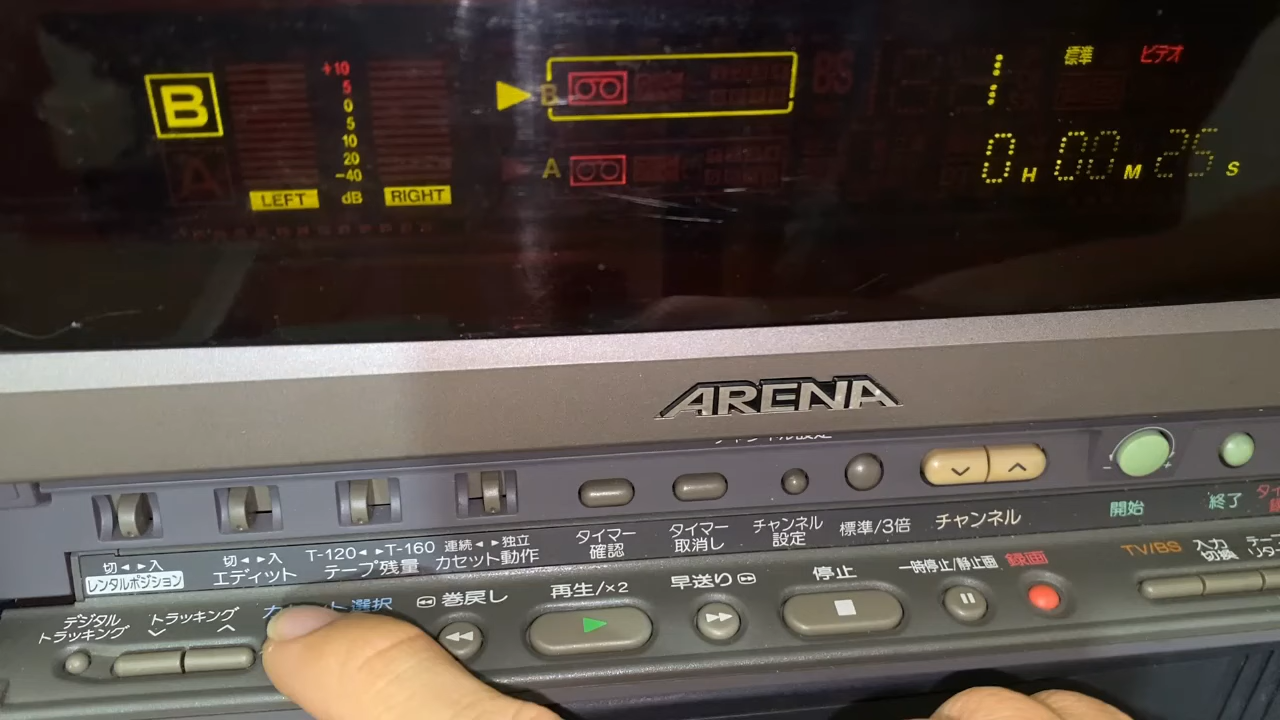 B
+10
5
0
5
10
20
-40
dB
LEFT
RIGHT
B
A
BS
標準
ビデオ
1
0H 00M 25S
A
ARENA
タイマー
確認
タイマー
取消し
チャンネル
設定
標準/3倍
チャンネル
開始
終了
切◄ ►入
レンタルポジション
切◄ ►入
エディット
T-120◄ ►T-160
テープ残量
連続◄ ►独立
カセット動作
デジタル
トラッキング
トラッキング
選択
巻戻し
再生/×2
早送り
停止
一時停止/静止画
録画
TV/BS
入力
切換